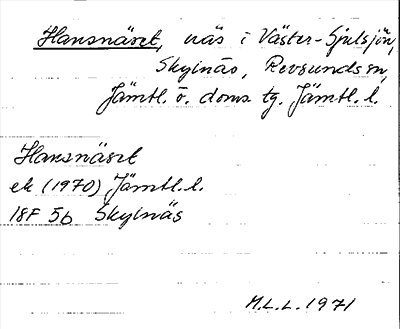 Hansnäset, näs i Väster-Sjulsjön,
Skylnäs, Revsunds sn,
Jämtl. ö. doms tg. Jämtl. l.
Hansnäset
ek (1970) Jämtl. l.
18F 5b Skylnäs
M.L.L. 1971